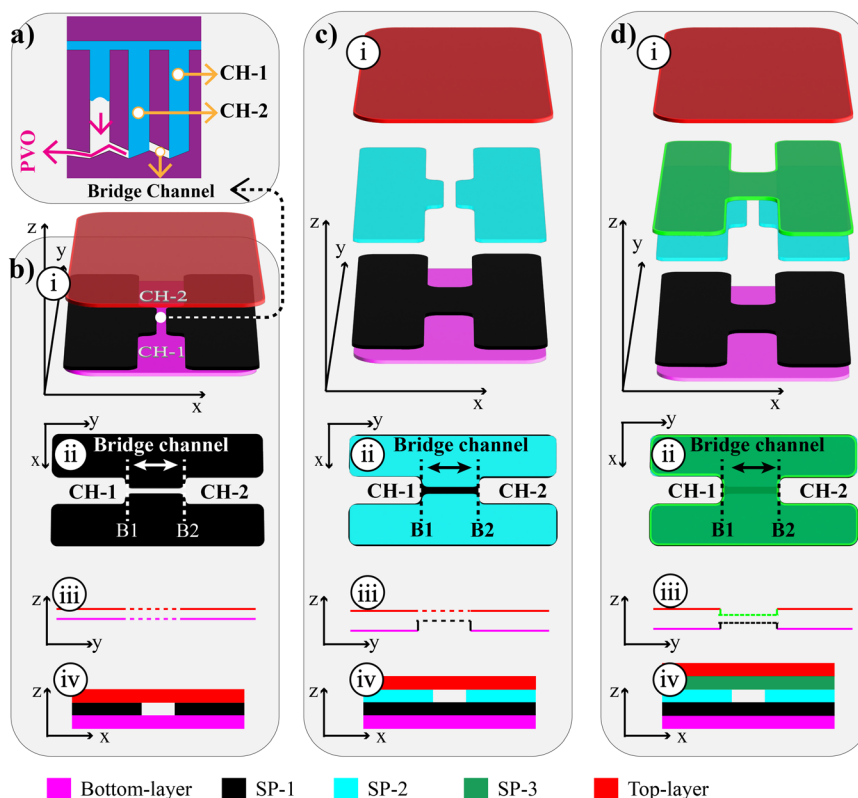 a)
CH-1
CH-2
PVO
Bridge Channel
b)
i
z
y
CH-2
CH-1
x
ii
y
x
Bridge channel
CH-1
CH-2
B1
B2
iii
z
y
iv
z
x
c)
i
z
y
x
ii
y
x
Bridge channel
CH-1
CH-2
B1
B2
iii
z
y
iv
z
x
d)
i
z
y
x
ii
y
x
Bridge channel
CH-1
CH-2
B1
B2
iii
z
y
iv
z
x
Bottom-layer SP-1 SP-2 SP-3 Top-layer